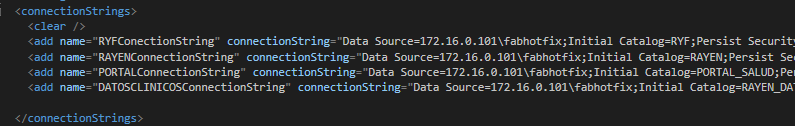 <connectionStrings>
<clear />
<add name="RYFConectionString" connectionString="Data Source=172.16.0.101\fabhotfix;Initial Catalog=RYF;Persist Security
<add name="RAYENConnectionString" connectionString="Data Source=172.16.0.101\fabhotfix;Initial Catalog=RAYEN;Persist Sec
<add name="PORTALConnectionString" connectionString="Data Source=172.16.0.101\fabhotfix;Initial Catalog=PORTAL_SALUD;Per
<add name="DATOSCLINICOSConnectionString" connectionString="Data Source=172.16.0.101\fabhotfix;Initial Catalog=RAYEN_DAT
</connectionStrings>